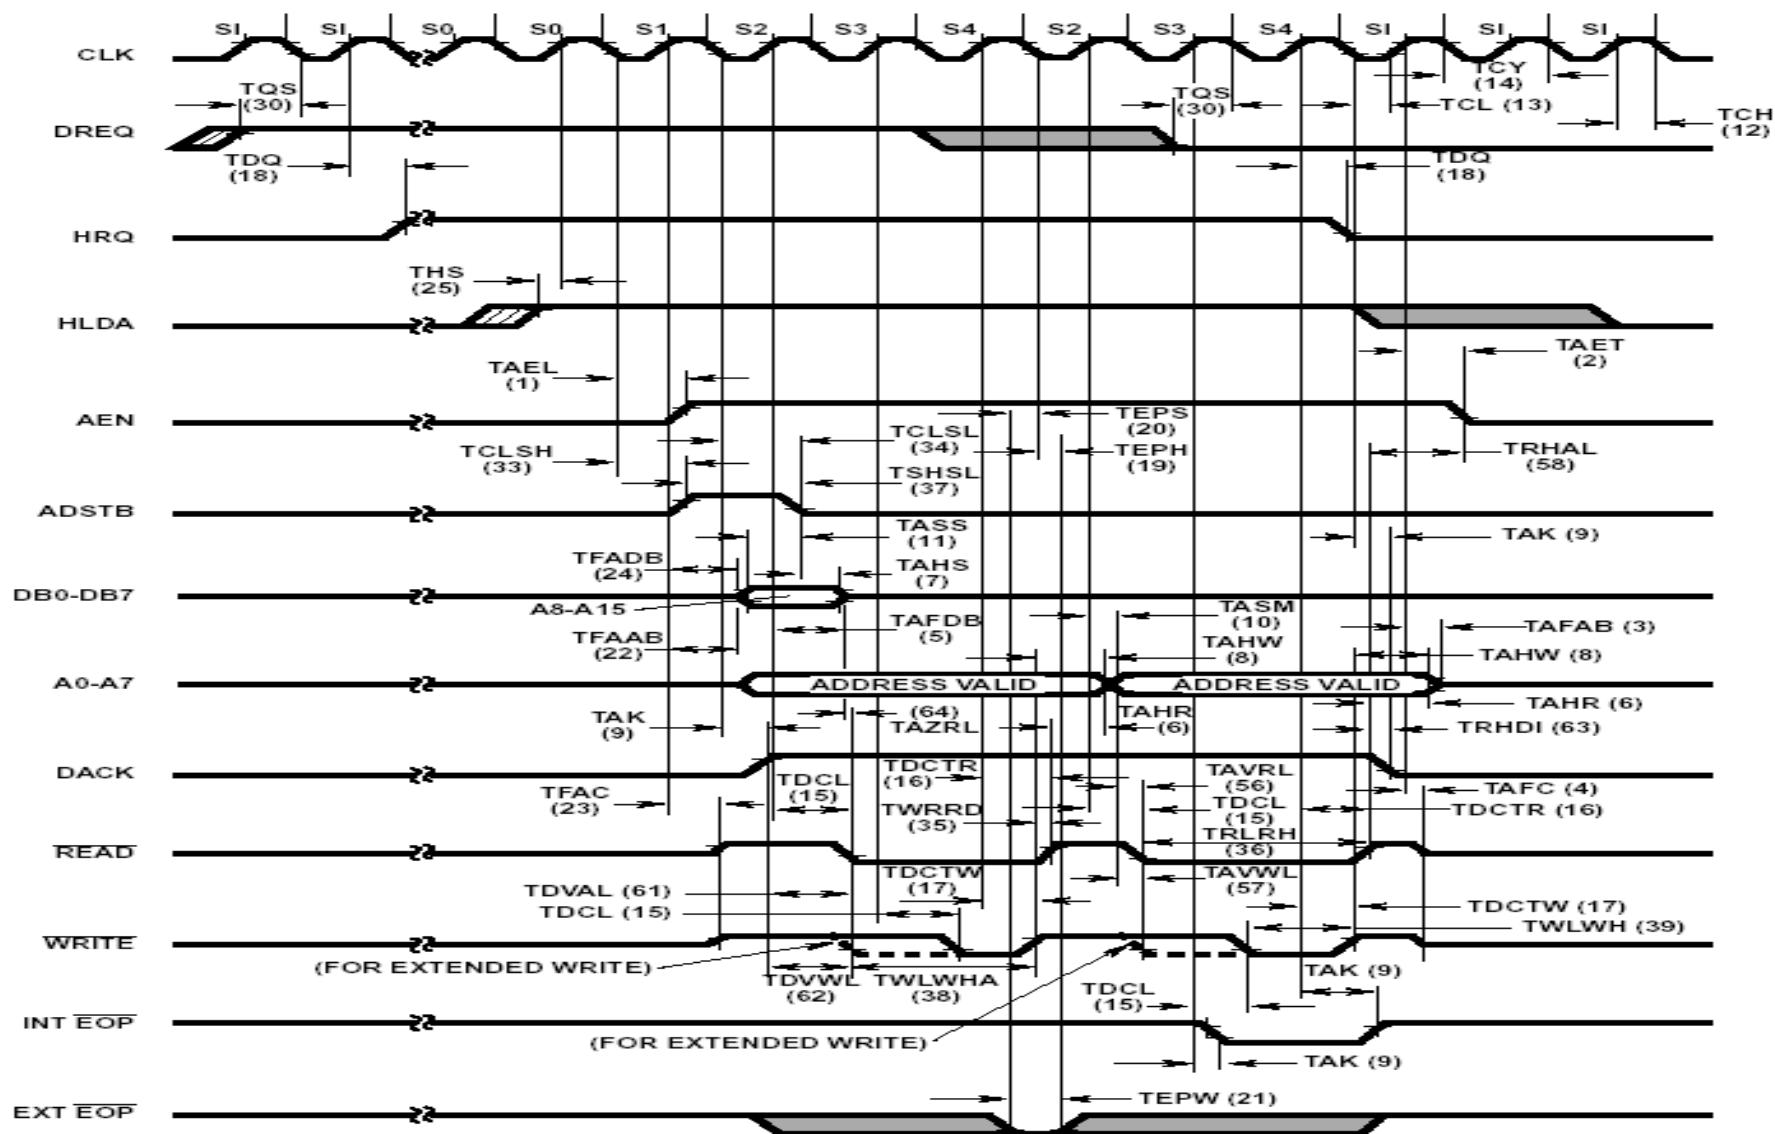 SI SI S0 S0 S1 S2 S3 S4 S2 S3 S4 SI SI SI
CLK
TCY
(14)
TQS
(30)
TQS
(30)
TCL (13)
TCH
(12)
DREQ
TDQ
(18)
TDQ
(18)
HRQ
THS
(25)
HLDA
TAET
(2)
TAEL
(1)
AEN
TEPS
(20)
TCLSL
(34)
TEPH
(19)
TCLSH
(33)
TRHAL
(58)
TSHSL
(37)
ADSTB
TASS
(11)
TAK (9)
TFADB
(24)
TAHS
(7)
DB0-DB7
A8-A15
TASM
(10)
TAFDB
(5)
TAFAB (3)
TFAAB
(22)
TAHW
(8)
TAHW (8)
A0-A7
ADDRESS VALID ADDRESS VALID
TAHR (6)
TAK
(9)
(64)
TAZRL
TAHR
(6)
TRHDI (63)
DACK
TDCTR
(16)
TAVRL
(56)
TDCL
(15)
TAFC (4)
TFAC
(23)
TWRRD
(35)
TDCL
(15)
TDCTR (16)
TRLRH
(36)
READ
TDCTW
(17)
TAVWL
(57)
TDVAL (61)
TDCL (15)
TDCTW (17)
TWLWH (39)
WRITE
(FOR EXTENDED WRITE)
TDVWL
(62)
TWLWHA
(38)
TDCL
(15)
TAK (9)
INT EOP
(FOR EXTENDED WRITE)
TAK (9)
TEPW (21)
EXT EOP